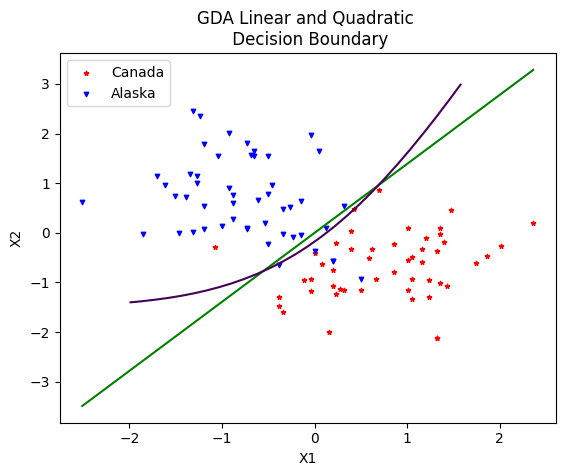 GDA Linear and Quadratic
Decision Boundary
Canada
Alaska
3
2
1
0
−1
−2
−3
X2
−2
−1
0
1
2
X1